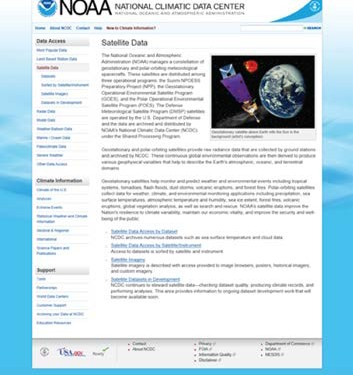 NOAA NATIONAL CLIMATIC DATA CENTER
NATIONAL OCEANIC AND ATMOSPHERIC ADMINISTRATION
Home About NCDC Contact Help New to Climate Information?
SEARCH
Data Access
Most Popular Data
Land Based Station Data
Satellite Data
Datasets
Sorted by Satellite/Instrument
Satellite Imagery
Datasets in Development
Radar Data
Model Data
Weather Balloon Data
Marine / Ocean Data
Paleoclimate Data
Severe Weather
Other Data Access
Climate Information
Climate of the U.S.
Extreme Events
Statistical Weather and Climate Information
Monitoring & Regional
International
Science Papers and Publications
Support
Partnerships
World Data Centers
Customer Support
Archiving your Data at NCDC
Education Resources
Satellite Data
The National Oceanic and Atmospheric
Administration (NOAA) manages a constellation of
geostationary and polar-orbiting meteorological
spacecrafts. These satellites are distributed among
three operational programs: the Suomi NPOESS
Preparatory Project (NPP), the Geostationary
Operational Environmental Satellite Program
(GOES), and the Polar Operational Environmental
Satellite Program (POES). The Defense
Meteorological Satellite Program (DMSP) satellites
are operated by the U.S. Department of Defense
and the data are archived and distributed by
NOAA's National Climatic Data Center (NCDC)
under the Shared Processing Program.
Geostationary satellite above Earth with the Sun in the
background
Geostationary and polar-orbiting satellites provide raw radiance data that are collected by ground stations
and archived by NCDC. These continuous global environmental observations are then derived to produce
various geophysical variables that help to describe the Earth's atmospheric, oceanic, and terrestrial
domains.
Geostationary satellites help monitor and predict weather and environmental events including tropical
systems, tornadoes, flash floods, dust storms, volcanic eruptions, and forest fires. Polar-orbiting satellites
collect data for weather, climate, and environmental monitoring applications including precipitation, sea
surface temperatures, atmospheric temperature and humidity, sea ice extent, forest fires, volcanic
eruptions, global vegetation analysis, as well as search and rescue. NOAA's satellite data improve the
Nation's resilience to climate variability, maintain our economic vitality, and improve the security and well-
being of the public.
Satellite Data Access by Dataset
NCDC archives numerous datasets such as sea surface temperature and cloud data.
Satellite Data Access by Satellite/Instrument
Access to datasets is sorted by satellite and instrument.
Satellite Imagery
Satellite imagery is described with access provided to image browsers, posters, historical imagery,
and custom imagery.
Satellite Datasets in Development
NCDC continues to steward satellite data—checking dataset quality, producing climate records, and
performing analyses. This area provides information to ongoing dataset development work that will
become available soon.
USA.gov
Ready
Contact
About NCDC
Privacy
FOIA
Information Quality
Disclaimer
Department of Commerce
NOAA
NESDIS